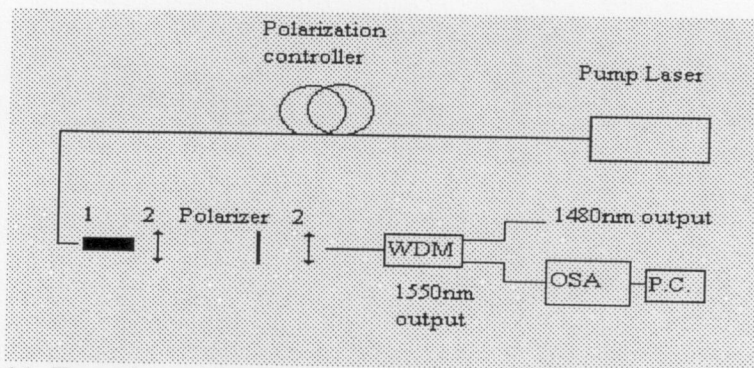 Polarization
controller
Pump Laser
1 2 Polarizer 2
1480nm output
WDM
OSA
P.C.
1550nm
output